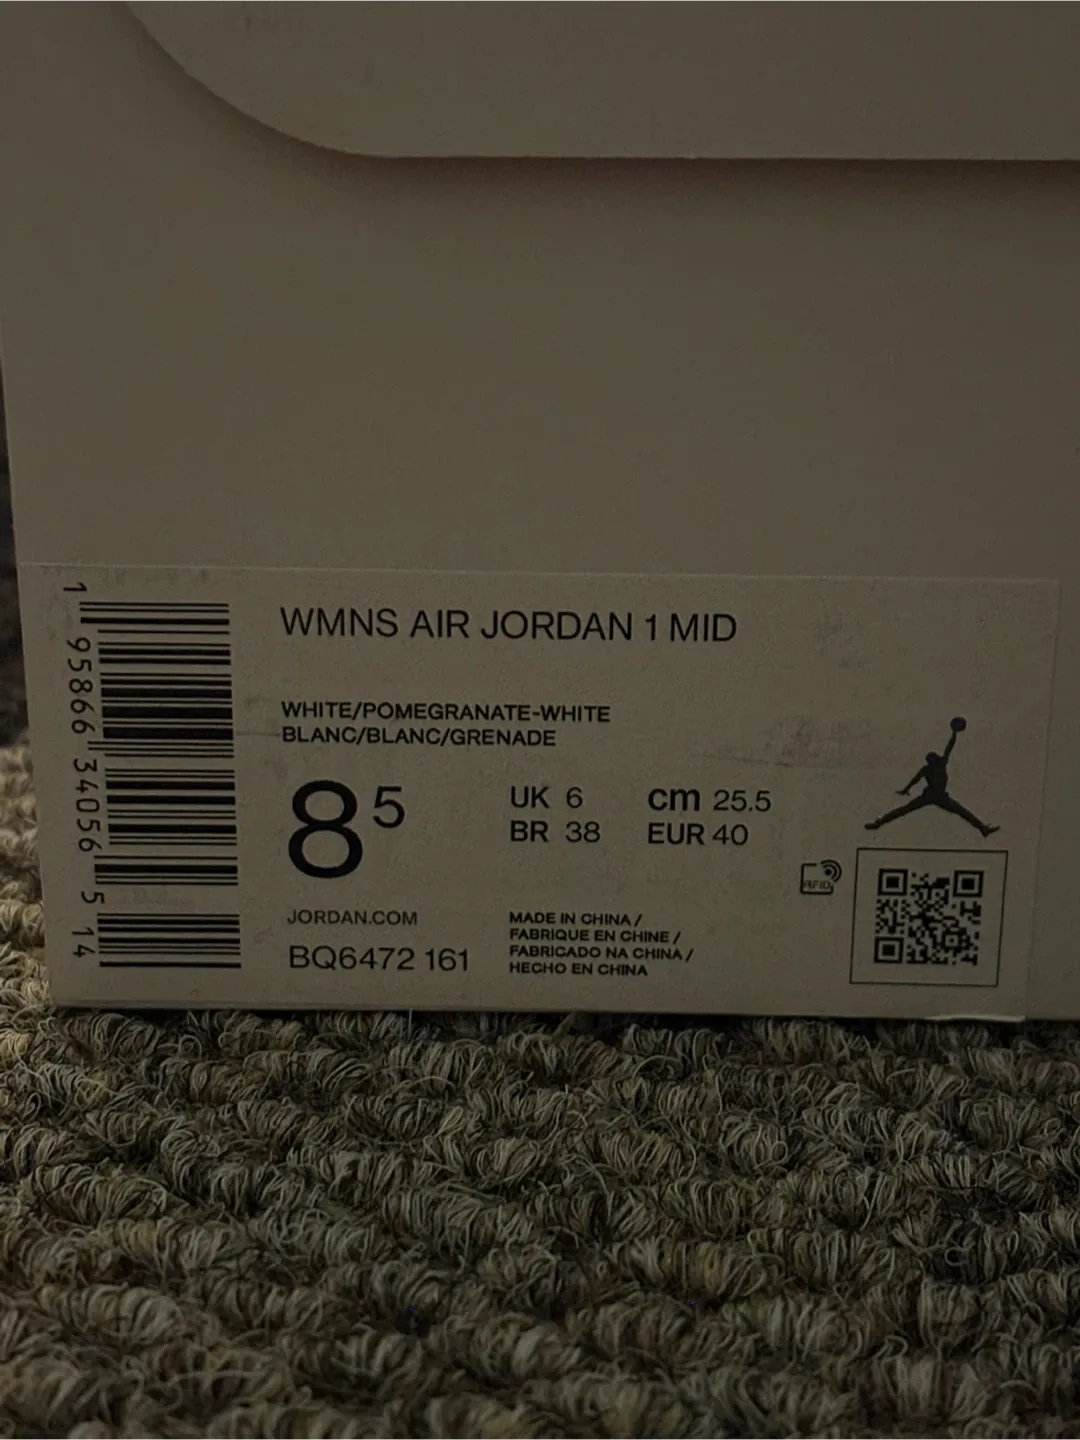 WMNS AIR JORDAN 1 MID
WHITE/POMEGRANATE-WHITE
BLANC/BLANC/GRENADE
8 5
UK 6
BR 38
cm 25.5
EUR 40
RFID
JORDAN.COM
BQ6472 161
MADE IN CHINA /
FABRIQUE EN CHINE /
FABRICADO NA CHINA /
HECHO EN CHINA
1 95866 34056 5 14